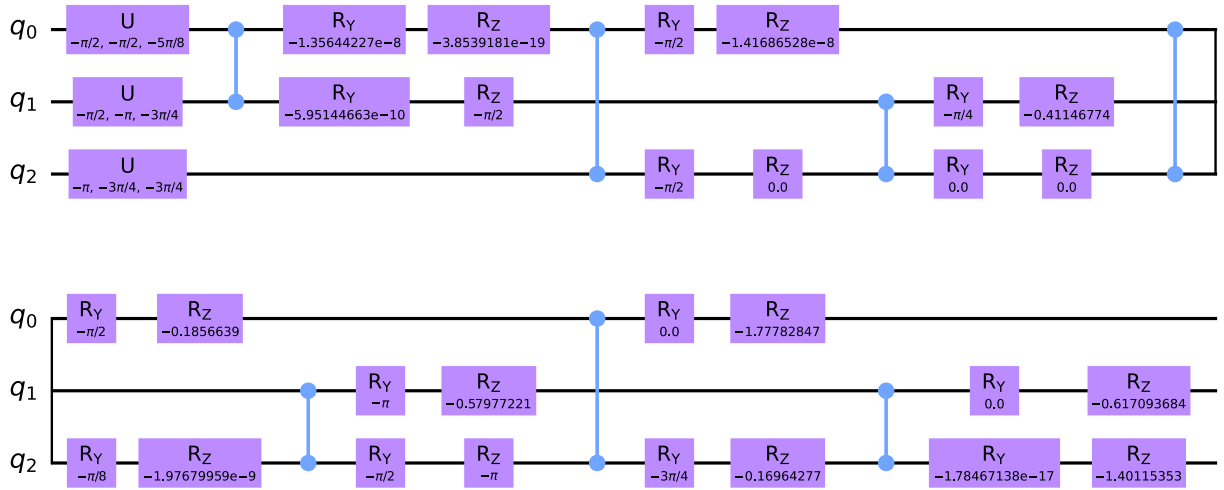 q0 U −π/2, −π/2, −5π/8 RY −1.35644227e−8 RZ −3.8539181e−19 RY −π/2 RZ −1.41686528e−8
q1 U −π/2, −π, −3π/4 RY −5.95144663e−10 RZ −π/2 RY −π/4 RZ −0.41146774
q2 U −π, −3π/4, −3π/4 RY −π/2 RZ 0.0 RY 0.0 RZ 0.0
q0 RY −π/2 RZ −0.1856639 RY 0.0 RZ −1.77782847
q1 RY −π RZ −0.57977221 RY 0.0 RZ −0.617093684
q2 RY −π/8 RZ −1.97679959e−9 RY −π/2 RZ −π RY −3π/4 RZ −0.16964277 RY −1.78467138e−17 RZ −1.40115353